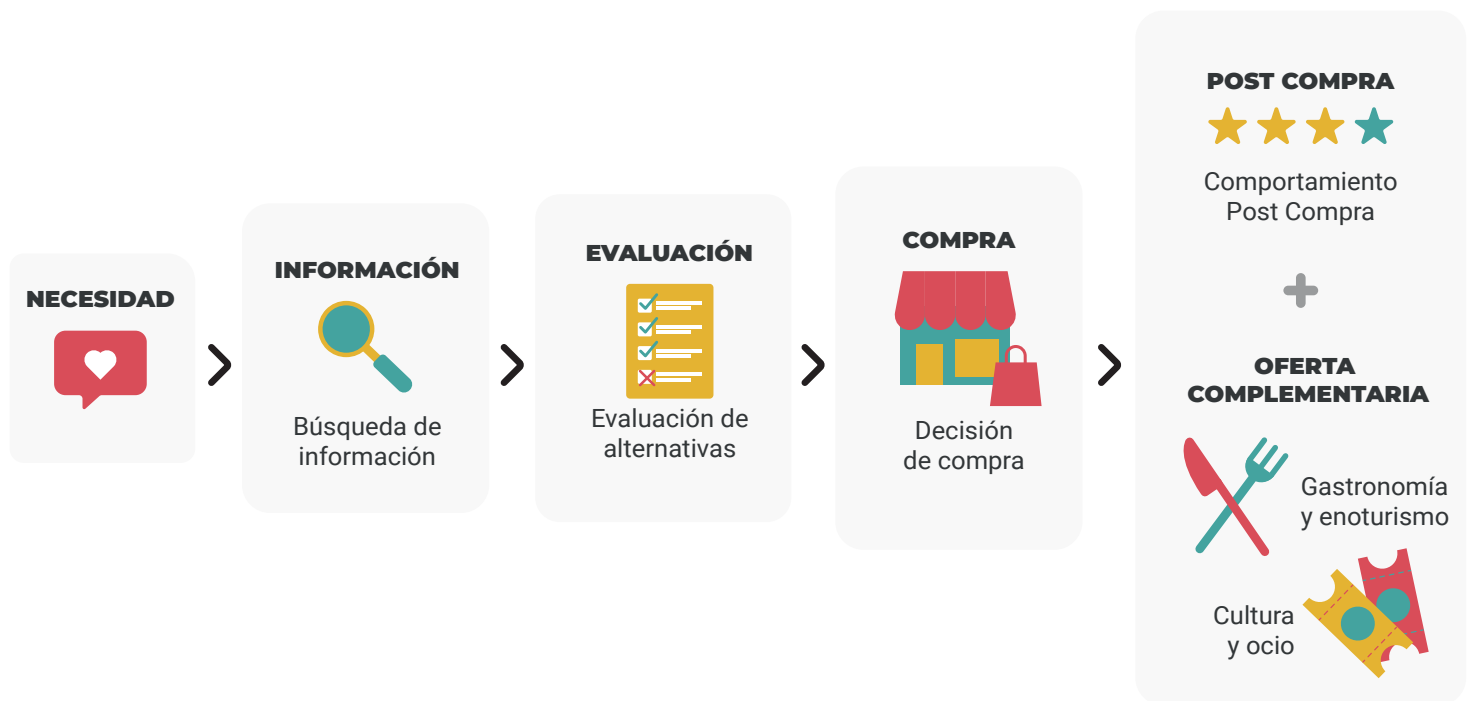 NECESIDAD
INFORMACIÓN
Búsqueda de
información
EVALUACIÓN
Evaluación de
alternativas
COMPRA
Decisión
de compra
POST COMPRA
Comportamiento
Post Compra
OFERTA
COMPLEMENTARIA
Gastronomía
y enoturismo
Cultura
y ocio